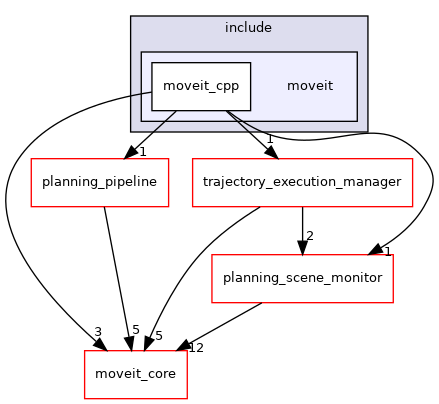 include
moveit_cpp
moveit
1
1
planning_pipeline
trajectory_execution_manager
2
1
planning_scene_monitor
3
5
5
12
moveit_core